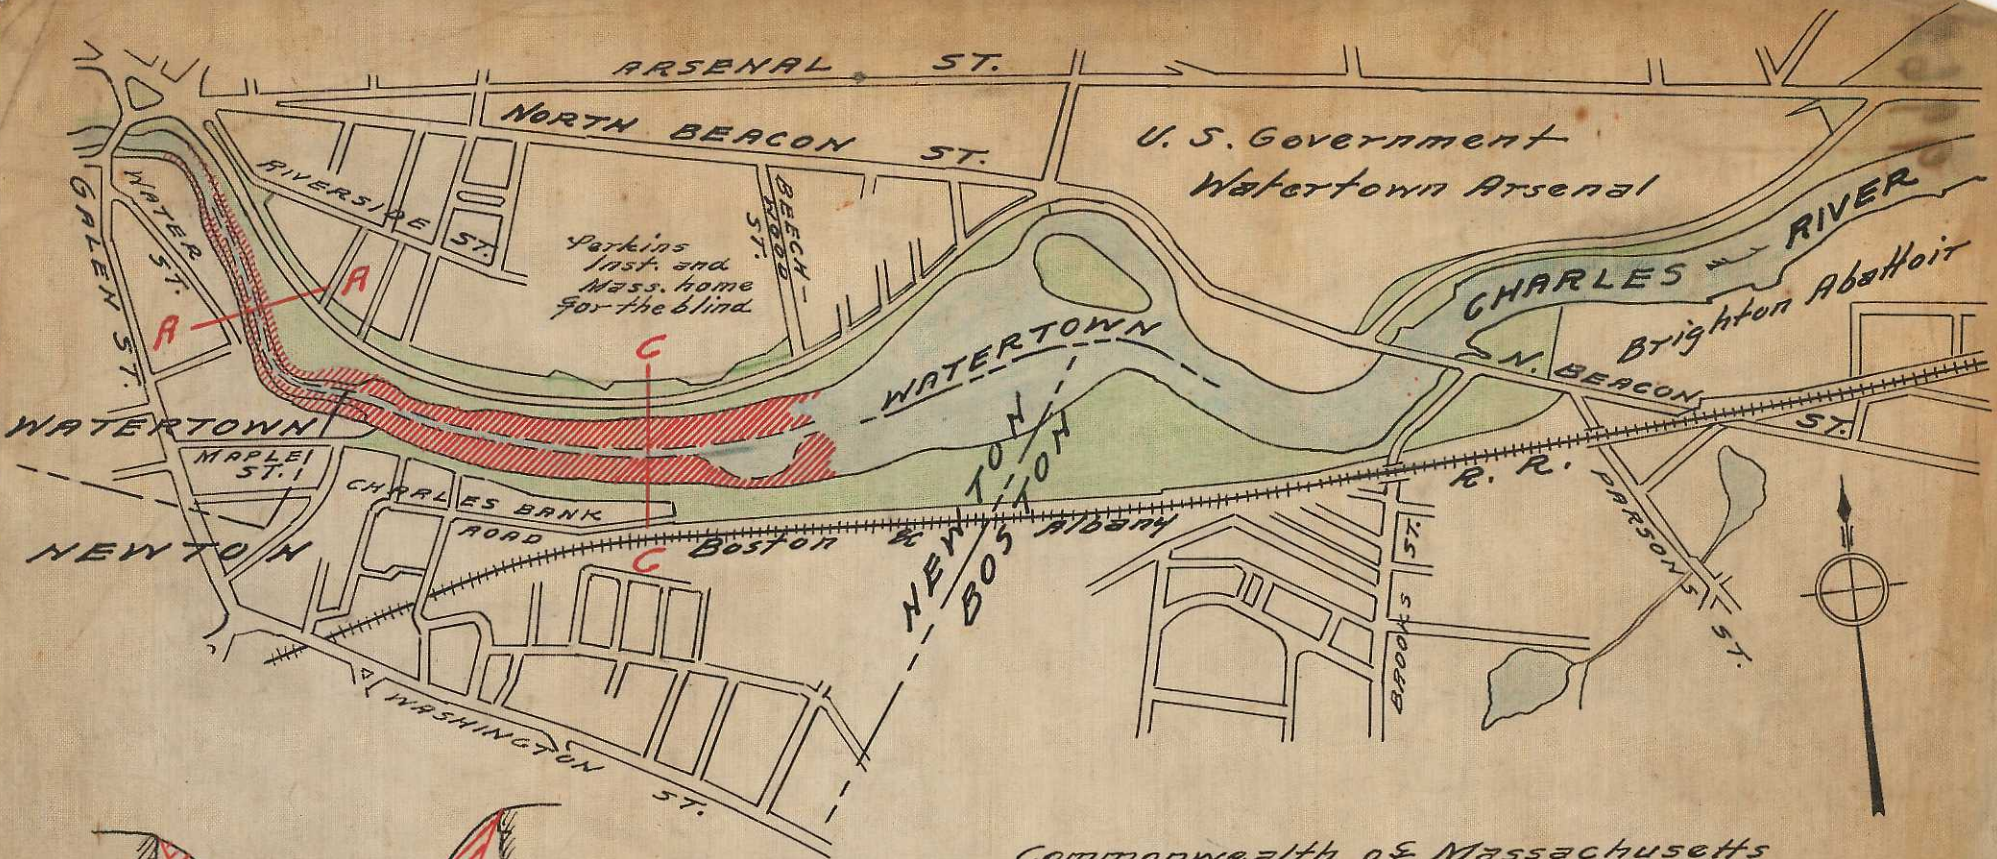 ARSENAL ST.
NORTH BEACON ST.
U. S. Government
Watertown Arsenal
RIVERSIDE ST.
WATER ST.
GALEN ST.
BEECH-
WOOD
ST.
Perkins
Inst. and
Mass. home
for the blind
CHARLES RIVER
Brighton Abattoir
A
A
C
WATERTOWN
N. BEACON ST.
WATERTOWN
MAPLE
ST.
CHARLES BANK
ROAD
NEWTON
C
Boston & Albany R. R.
NEWTON
BOSTON
PARSONS ST.
BROOKS ST.
WASHINGTON ST.
Commonwealth of Massachusetts